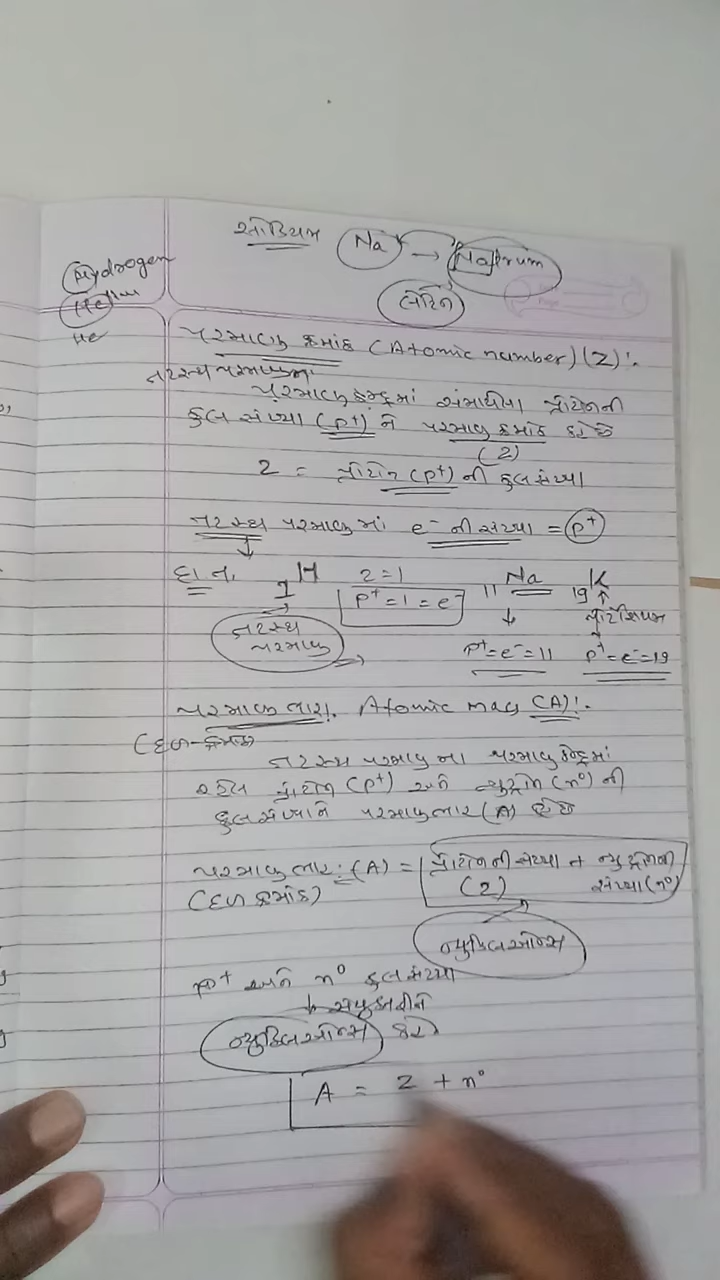 સોડિયમ Na → Natrum
Hydrogen
લેટિન
Helium
He
પરમાણુ ક્રમાંક (Atomic number) (Z):
તટસ્થ પરમાણુના
પરમાણુ કેન્દ્રમાં સમાયેલા પ્રોટોનની
કુલ સંખ્યા (p+) ને પરમાણુ ક્રમાંક કહે છે
(Z)
Z = પ્રોટોન (p+) ની કુલ સંખ્યા
તટસ્થ પરમાણુમાં e- ની સંખ્યા = p+
દા.ત. 1H Z=1 11Na 19K
p+=1=e- પોટેશિયમ
તટસ્થ પરમાણુ
p+=e-=11 p+=e-=19
પરમાણુભાર. Atomic mass (A):
(દળ-ક્રમાંક
તટસ્થ પરમાણુના પરમાણુ કેન્દ્રમાં
રહેલ પ્રોટોન (p+) અને ન્યુટ્રોન (n°) ની
કુલ સંખ્યાને પરમાણુભાર (A) કહે છે
પરમાણુભાર:(A) = પ્રોટોનની સંખ્યા + ન્યુટ્રોનની
(દળ ક્રમાંક) (Z) સંખ્યા (n°)
ન્યુક્લિઓન્સ
p+ અને n° કુલ સંખ્યા
↓ સંયુક્ત રીતે
ન્યુક્લિઓન્સ કહે
A = Z + n°